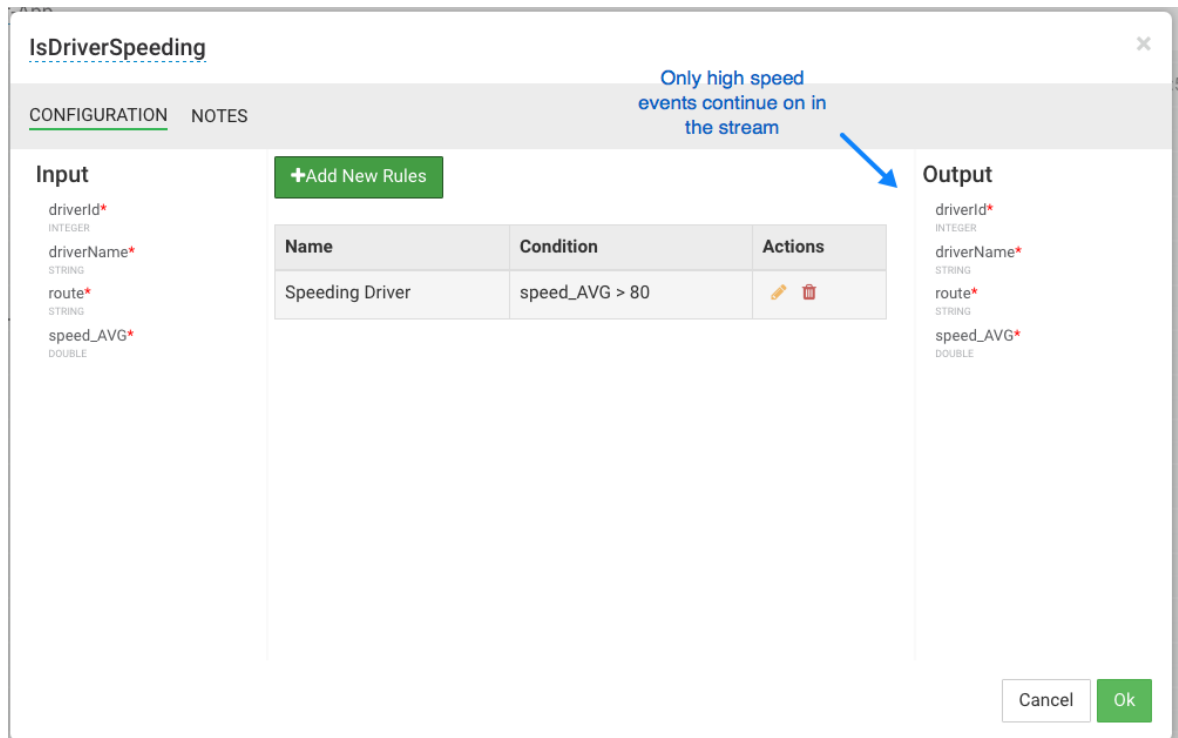 IsDriverSpeeding
×
Only high speed
events continue on in
the stream
CONFIGURATION NOTES
Input
driverId*
INTEGER
driverName*
STRING
route*
STRING
speed_AVG*
DOUBLE
+Add New Rules
Name Condition Actions
Speeding Driver speed_AVG > 80
Output
driverId*
INTEGER
driverName*
STRING
route*
STRING
speed_AVG*
DOUBLE
Cancel Ok